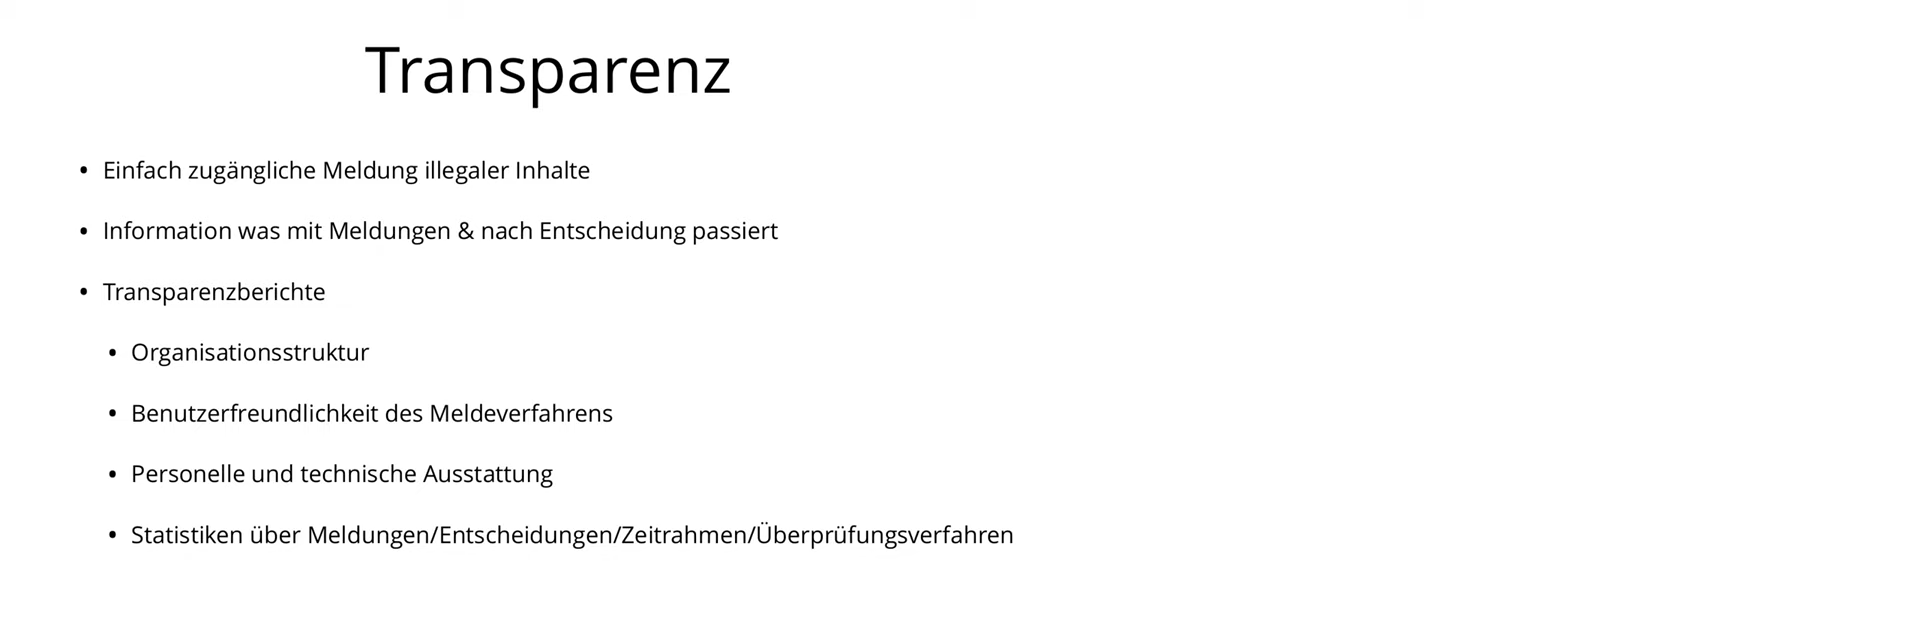 Transparenz
• Einfach zugängliche Meldung illegaler Inhalte
• Information was mit Meldungen & nach Entscheidung passiert
• Transparenzberichte
• Organisationsstruktur
• Benutzerfreundlichkeit des Meldeverfahrens
• Personelle und technische Ausstattung
• Statistiken über Meldungen/Entscheidungen/Zeitrahmen/Überprüfungsverfahren